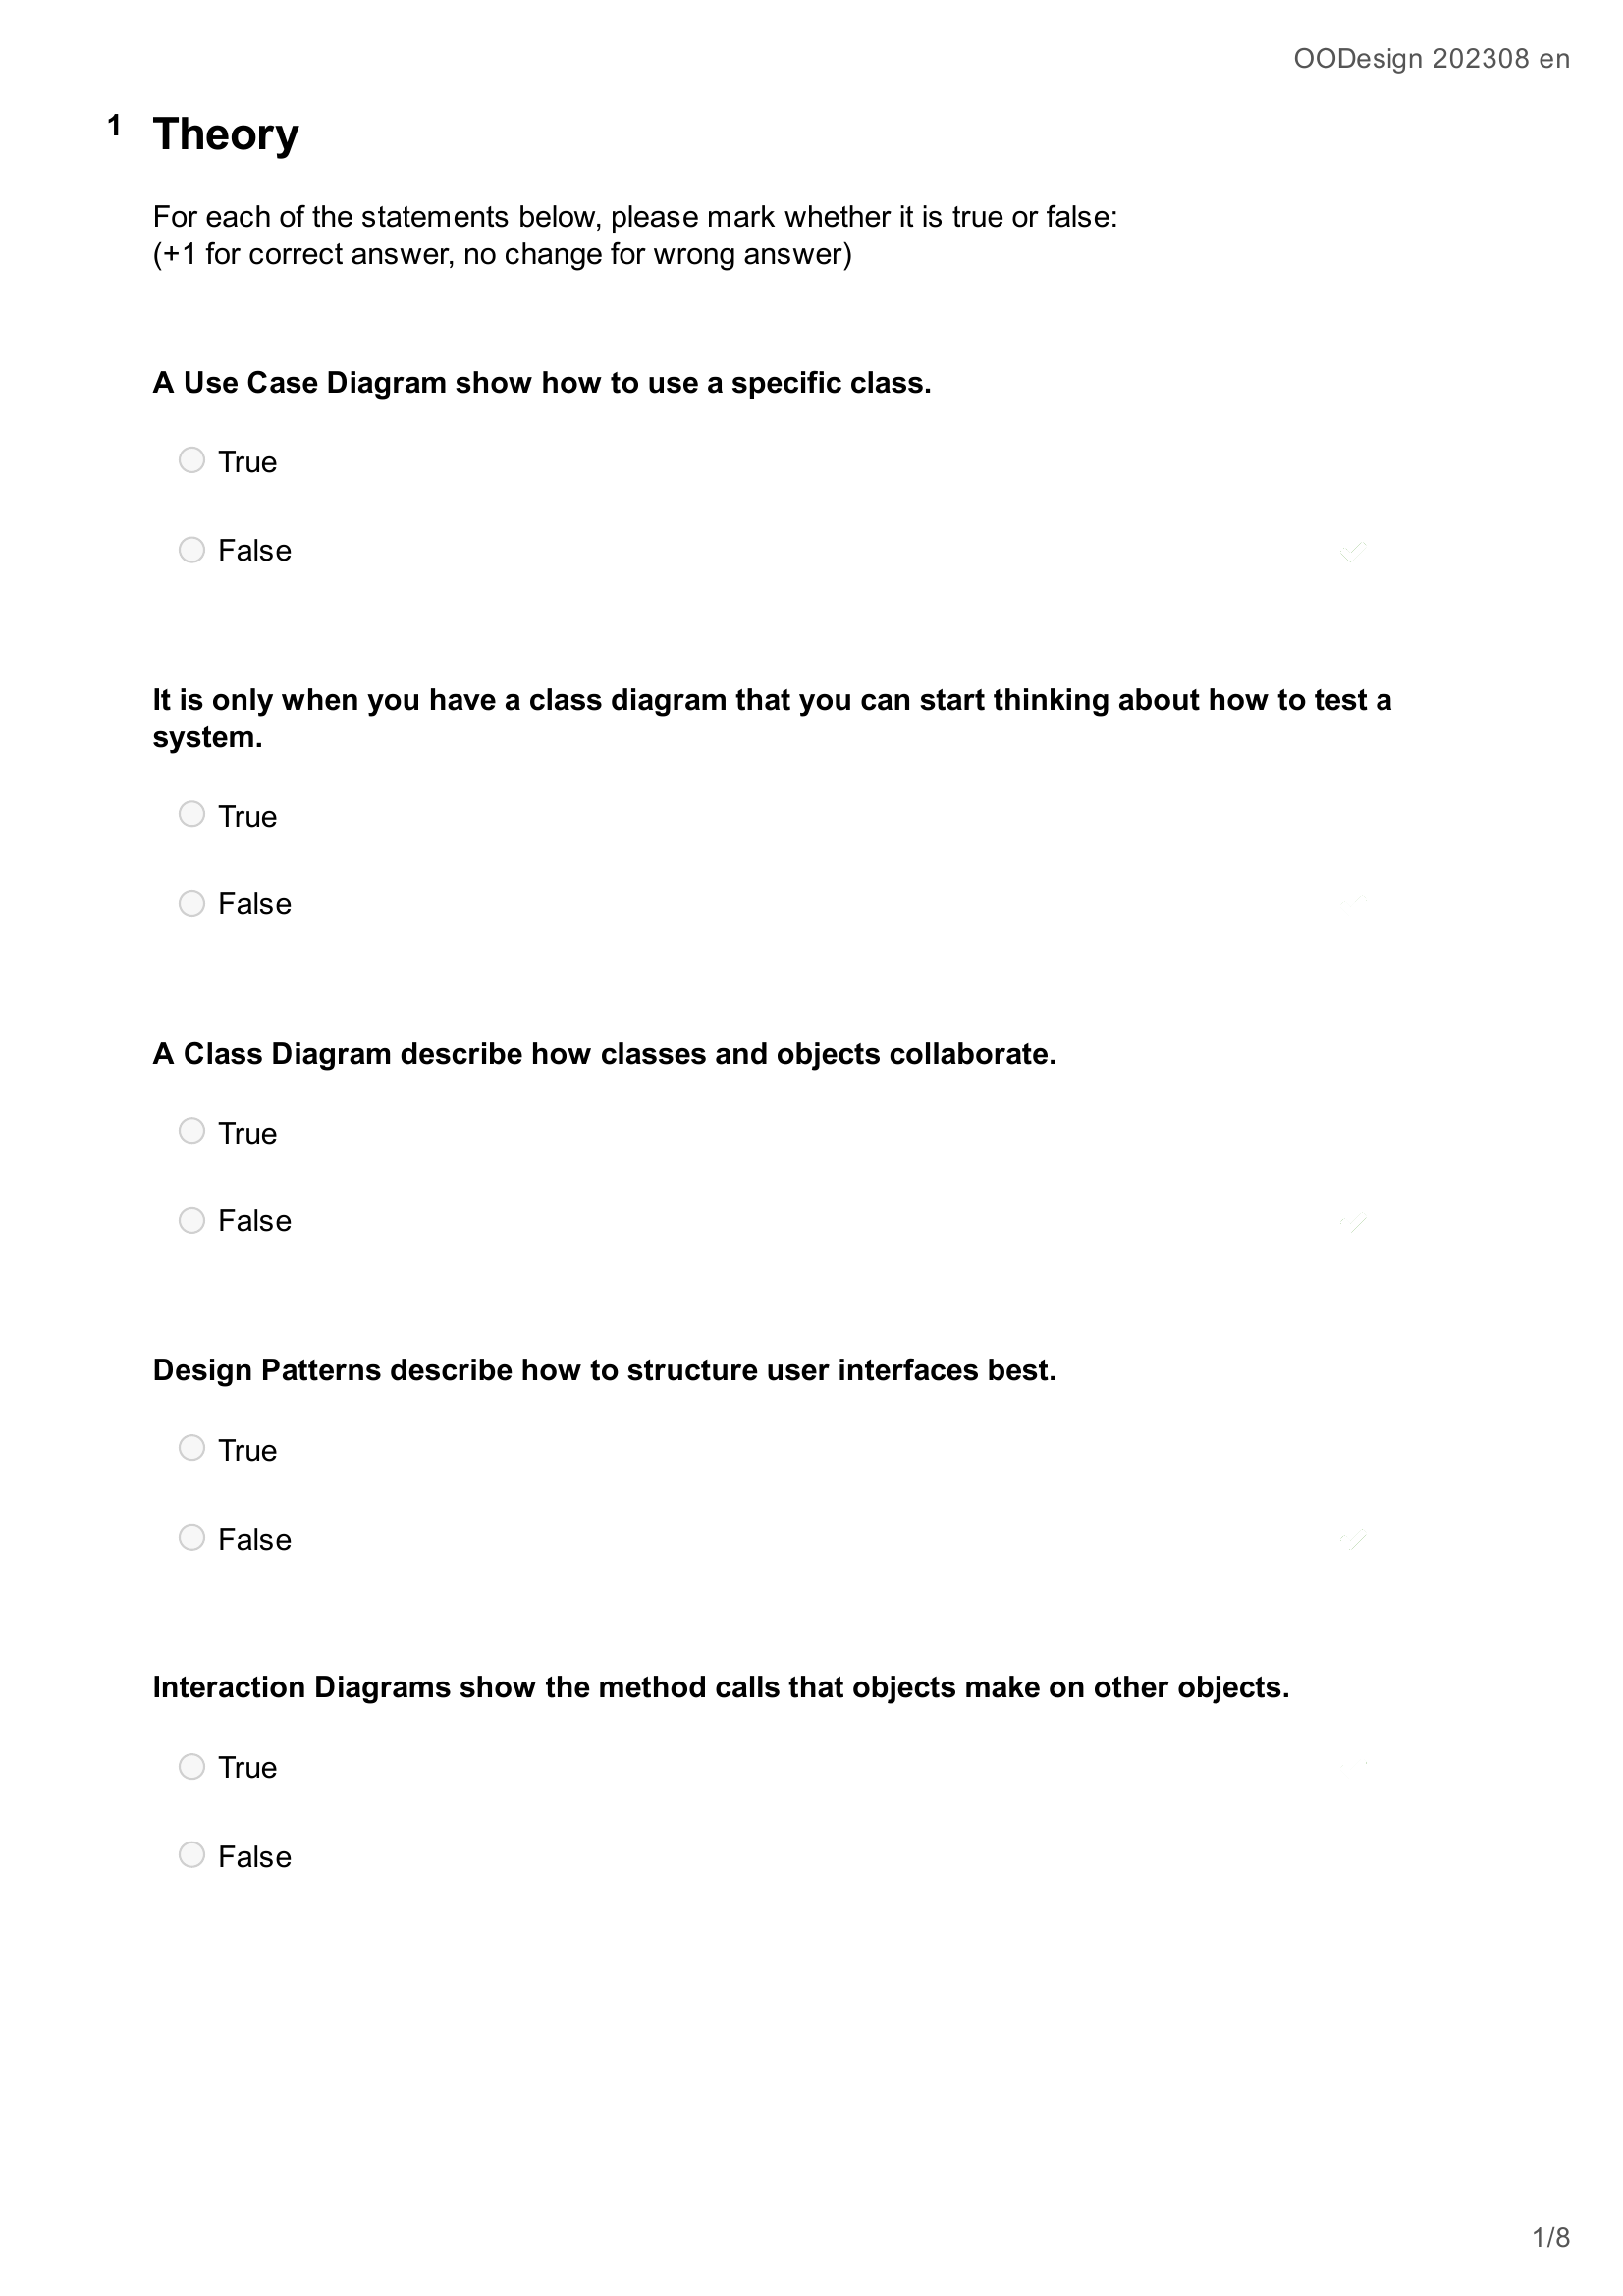 OODesign 202308 en
1 Theory
For each of the statements below, please mark whether it is true or false:
(+1 for correct answer, no change for wrong answer)
A Use Case Diagram show how to use a specific class.
True
False
It is only when you have a class diagram that you can start thinking about how to test a
system.
True
False
A Class Diagram describe how classes and objects collaborate.
True
False
Design Patterns describe how to structure user interfaces best.
True
False
Interaction Diagrams show the method calls that objects make on other objects.
True
False
1/8